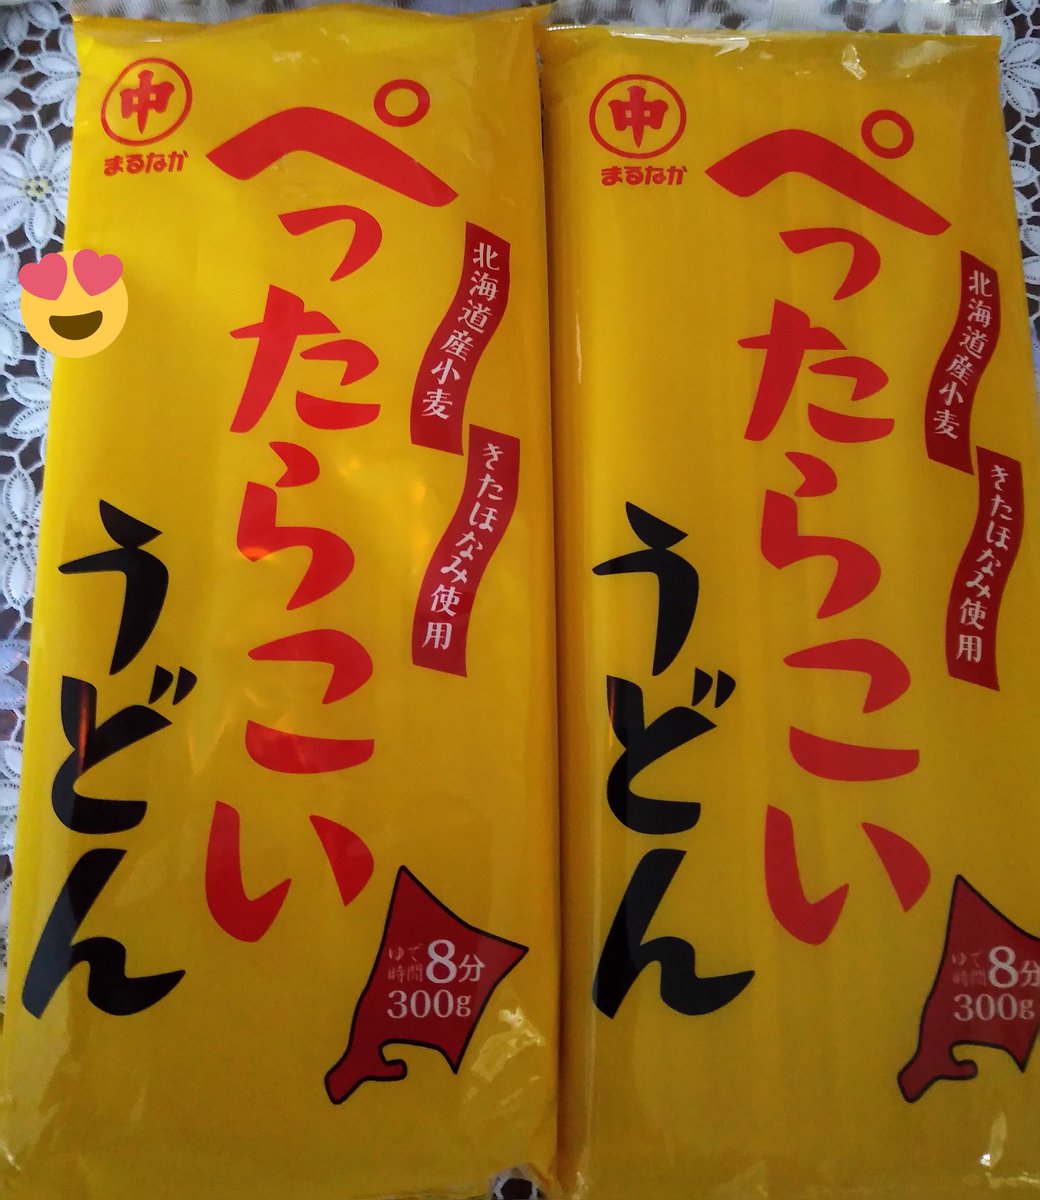 中
まるなか
ぺったらこい
うどん
北海道産小麦
きたほなみ使用
ゆで
時間8分
300g
中
まるなか
ぺったらこい
うどん
北海道産小麦
きたほなみ使用
ゆで
時間8分
300g